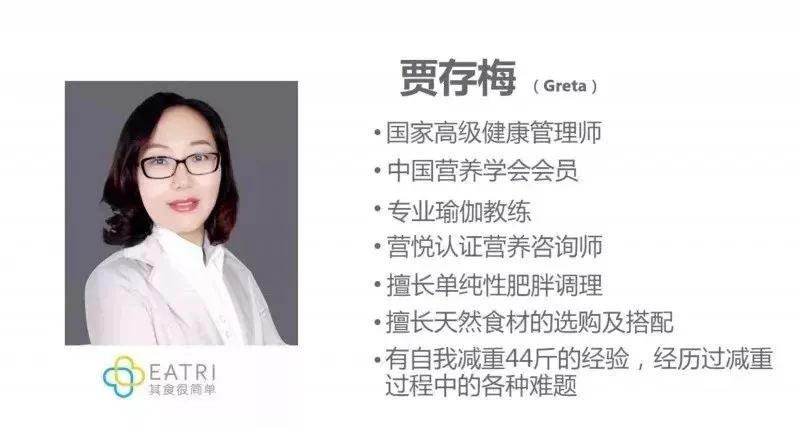 贾存梅 （Greta）
•国家高级健康管理师
•中国营养学会会员
•专业瑜伽教练
•营悦认证营养咨询师
•擅长单纯性肥胖调理
•擅长天然食材的选购及搭配
•有自我减重44斤的经验，经历过减重
过程中的各种难题
EATRI
其食很简单